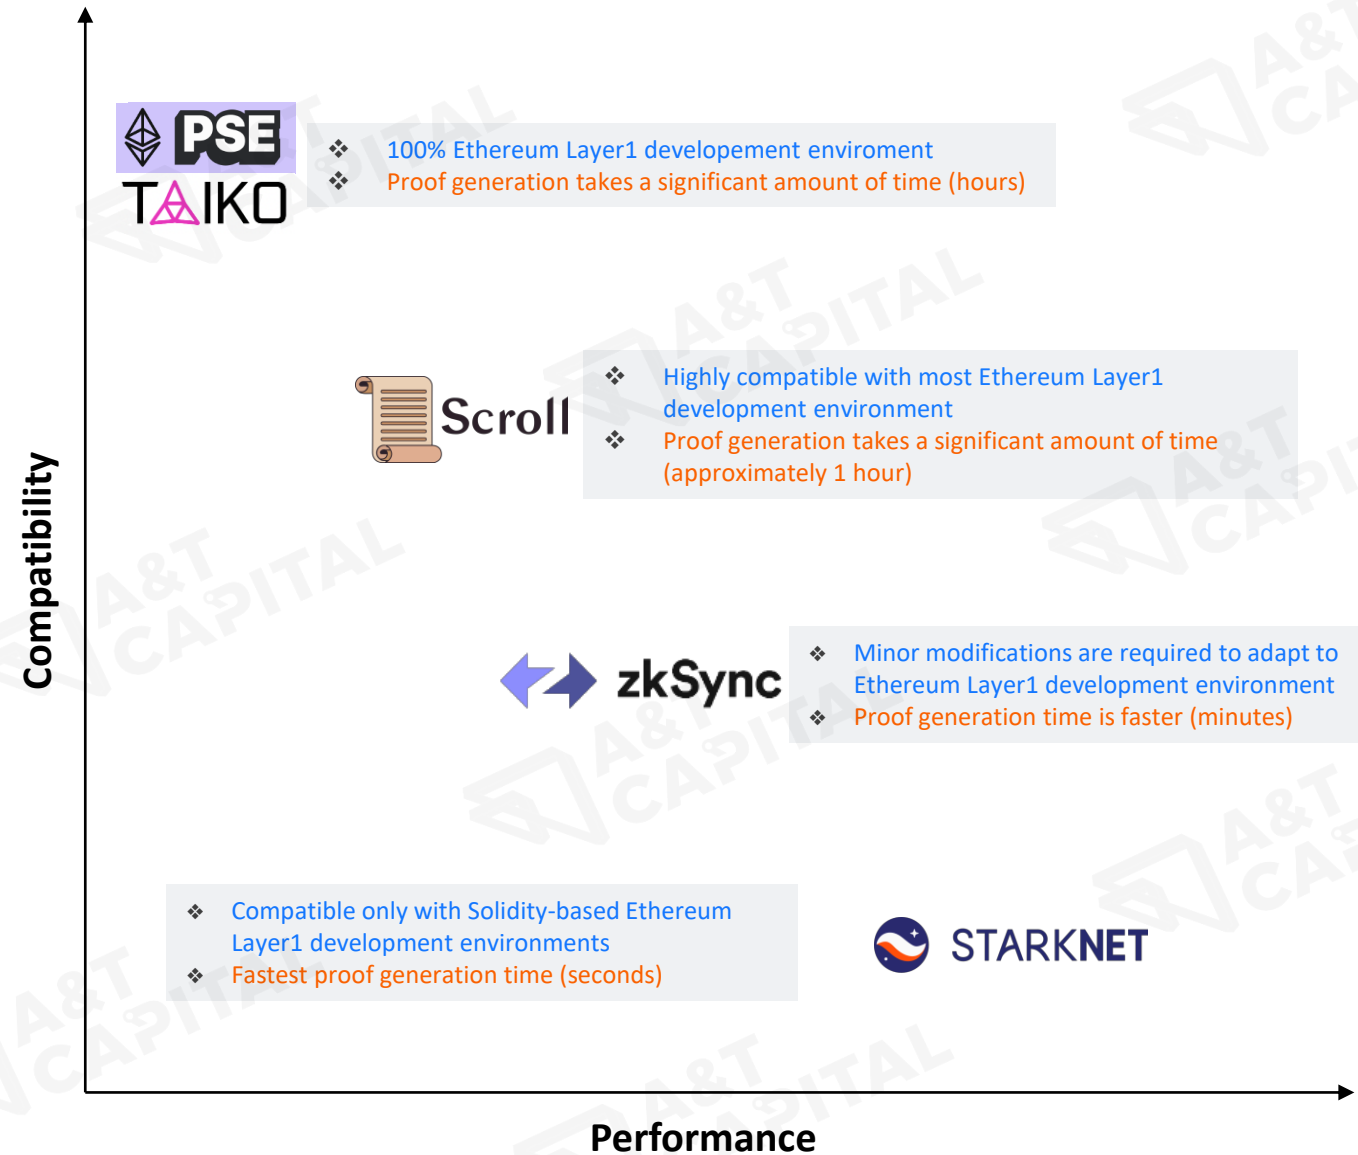 PSE
TAIKO
❖ 100% Ethereum Layer1 developement enviroment
❖ Proof generation takes a significant amount of time (hours)
Scroll
❖ Highly compatible with most Ethereum Layer1
development environment
❖ Proof generation takes a significant amount of time
(approximately 1 hour)
Compatibility
zkSync
❖ Minor modifications are required to adapt to
Ethereum Layer1 development environment
❖ Proof generation time is faster (minutes)
❖ Compatible only with Solidity-based Ethereum
Layer1 development environments
❖ Fastest proof generation time (seconds)
STARKNET
Performance
A&T
CAPITAL